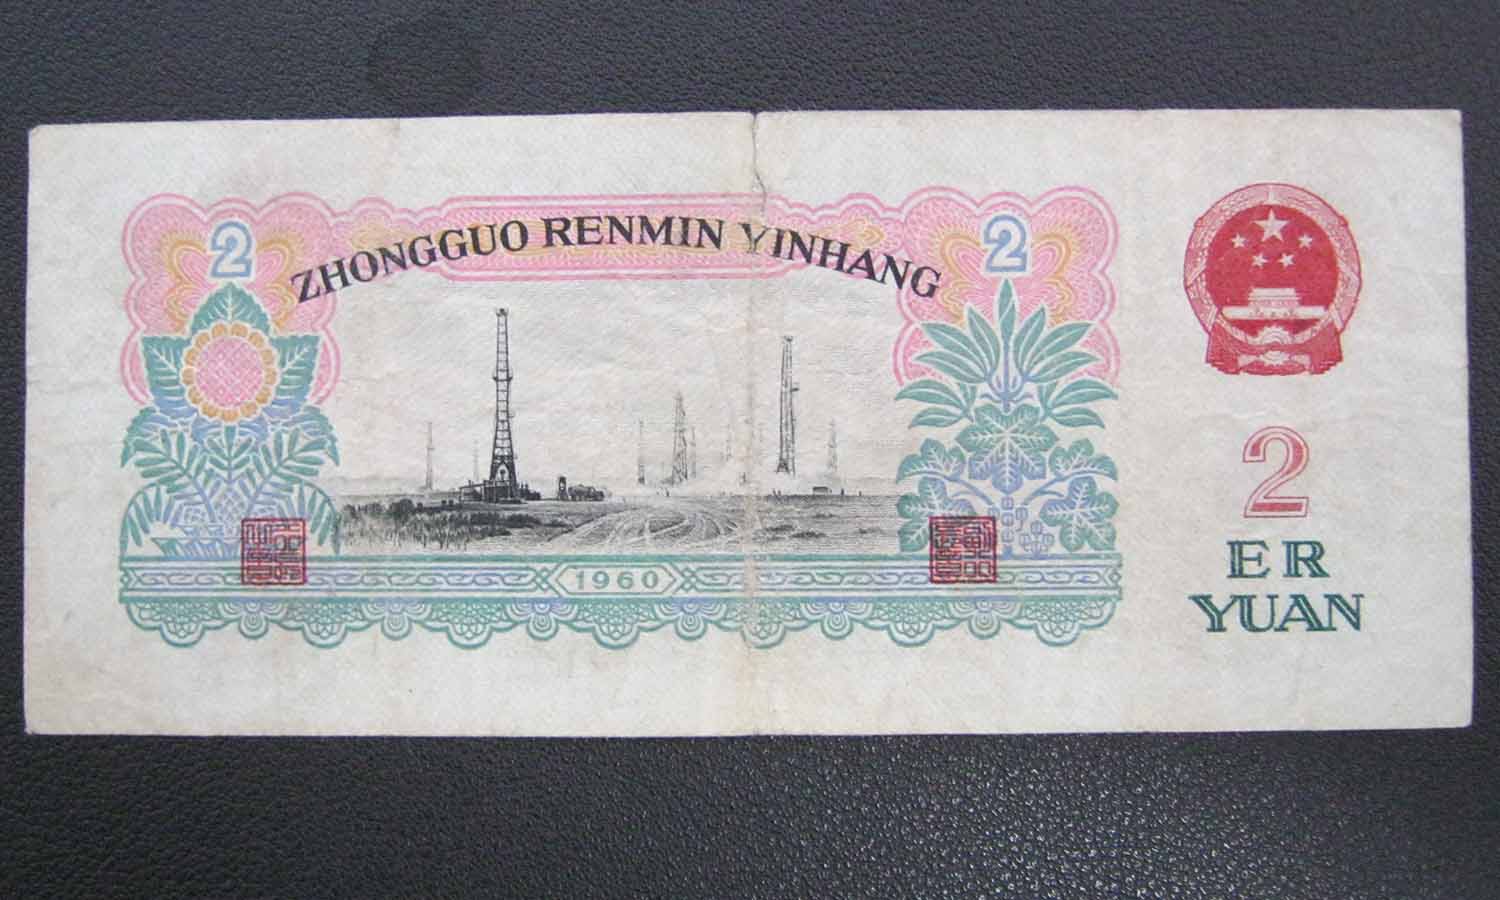 ZHONGGUO RENMIN YINHANG
2
2
1960
2
ER
YUAN